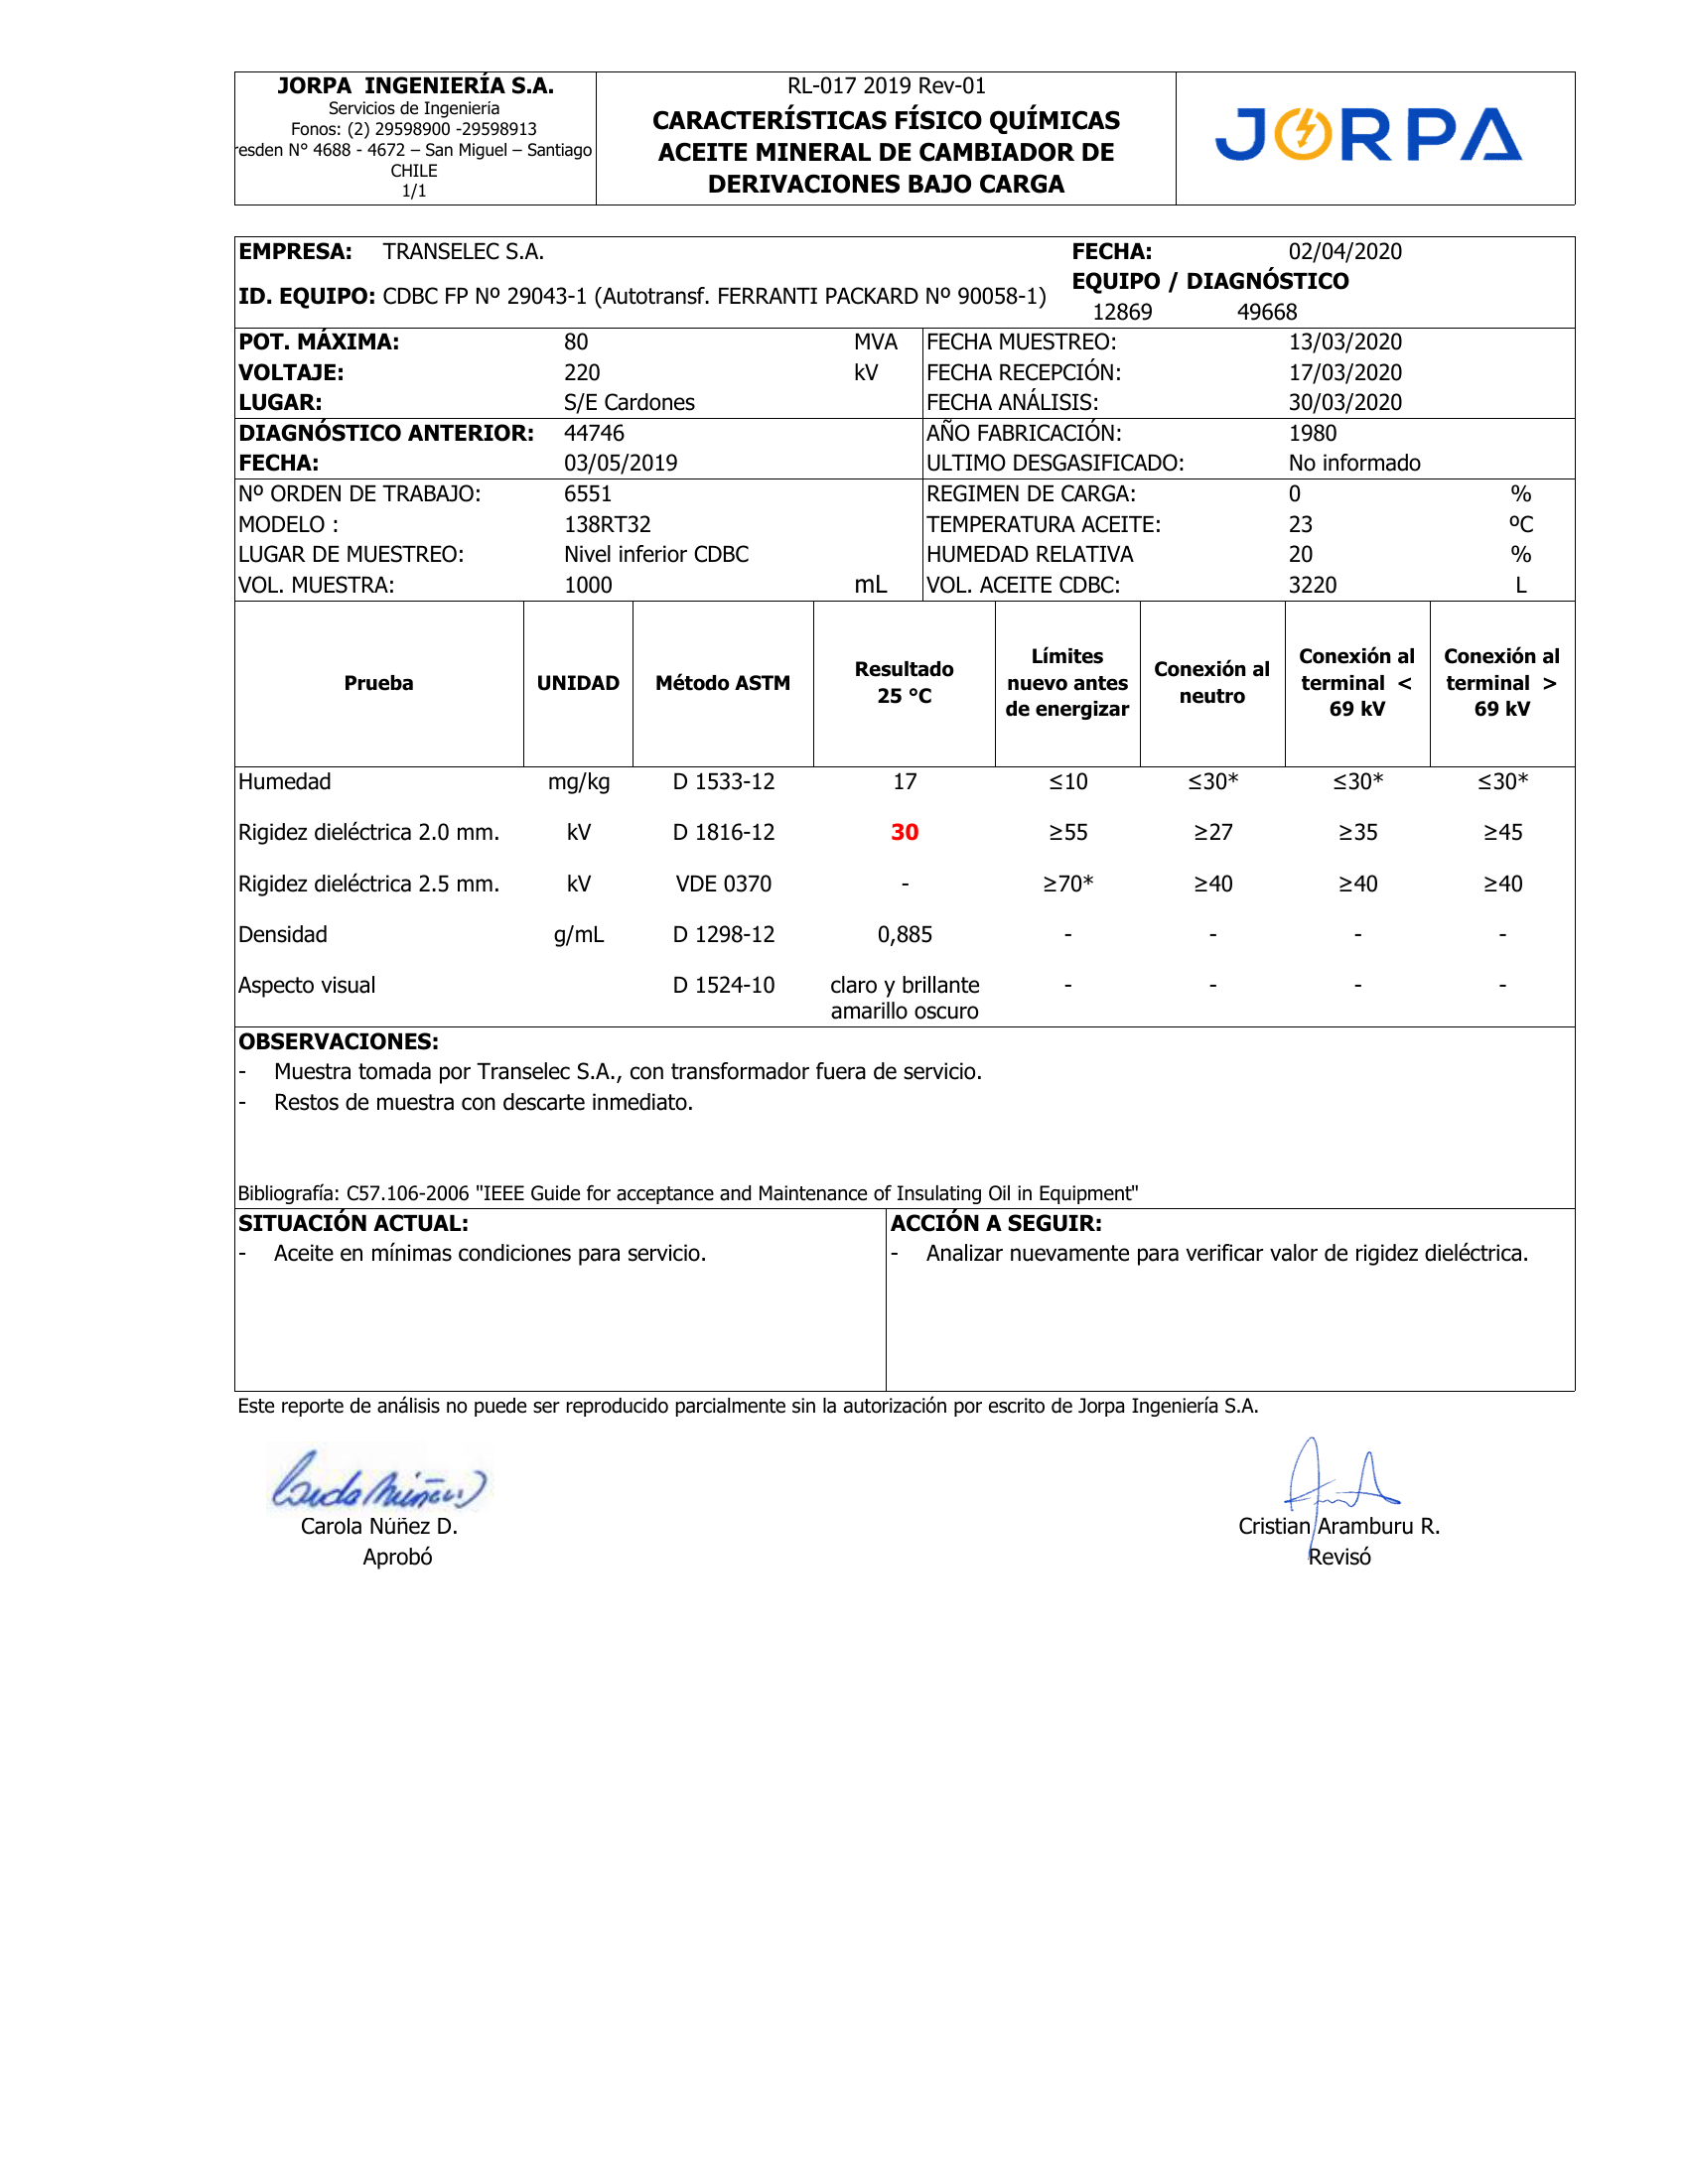 JORPA INGENIERÍA S.A.
Servicios de Ingeniería
Fonos: (2) 29598900 -29598913
resden N° 4688 - 4672 – San Miguel – Santiago
CHILE
1/1
RL-017 2019 Rev-01
CARACTERÍSTICAS FÍSICO QUÍMICAS
ACEITE MINERAL DE CAMBIADOR DE
DERIVACIONES BAJO CARGA
JORPA
EMPRESA: TRANSELEC S.A. FECHA: 02/04/2020
EQUIPO / DIAGNÓSTICO
ID. EQUIPO: CDBC FP Nº 29043-1 (Autotransf. FERRANTI PACKARD Nº 90058-1)
12869 49668
POT. MÁXIMA: 80 MVA FECHA MUESTREO: 13/03/2020
VOLTAJE: 220 kV FECHA RECEPCIÓN: 17/03/2020
LUGAR: S/E Cardones FECHA ANÁLISIS: 30/03/2020
DIAGNÓSTICO ANTERIOR: 44746 AÑO FABRICACIÓN: 1980
FECHA: 03/05/2019 ULTIMO DESGASIFICADO: No informado
Nº ORDEN DE TRABAJO: 6551 REGIMEN DE CARGA: 0 %
MODELO : 138RT32 TEMPERATURA ACEITE: 23 ºC
LUGAR DE MUESTREO: Nivel inferior CDBC HUMEDAD RELATIVA 20 %
VOL. MUESTRA: 1000 mL VOL. ACEITE CDBC: 3220 L
Prueba UNIDAD Método ASTM Resultado 25 °C Límites nuevo antes de energizar Conexión al neutro Conexión al terminal < 69 kV Conexión al terminal > 69 kV
Humedad mg/kg D 1533-12 17 ≤10 ≤30* ≤30* ≤30*
Rigidez dieléctrica 2.0 mm. kV D 1816-12 30 ≥55 ≥27 ≥35 ≥45
Rigidez dieléctrica 2.5 mm. kV VDE 0370 - ≥70* ≥40 ≥40 ≥40
Densidad g/mL D 1298-12 0,885 - - - -
Aspecto visual D 1524-10 claro y brillante - - - -
amarillo oscuro
OBSERVACIONES:
- Muestra tomada por Transelec S.A., con transformador fuera de servicio.
- Restos de muestra con descarte inmediato.
Bibliografía: C57.106-2006 "IEEE Guide for acceptance and Maintenance of Insulating Oil in Equipment"
SITUACIÓN ACTUAL:
- Aceite en mínimas condiciones para servicio.
ACCIÓN A SEGUIR:
- Analizar nuevamente para verificar valor de rigidez dieléctrica.
Este reporte de análisis no puede ser reproducido parcialmente sin la autorización por escrito de Jorpa Ingeniería S.A.
Carola Núñez D.
Aprobó
Cristian Aramburu R.
Revisó